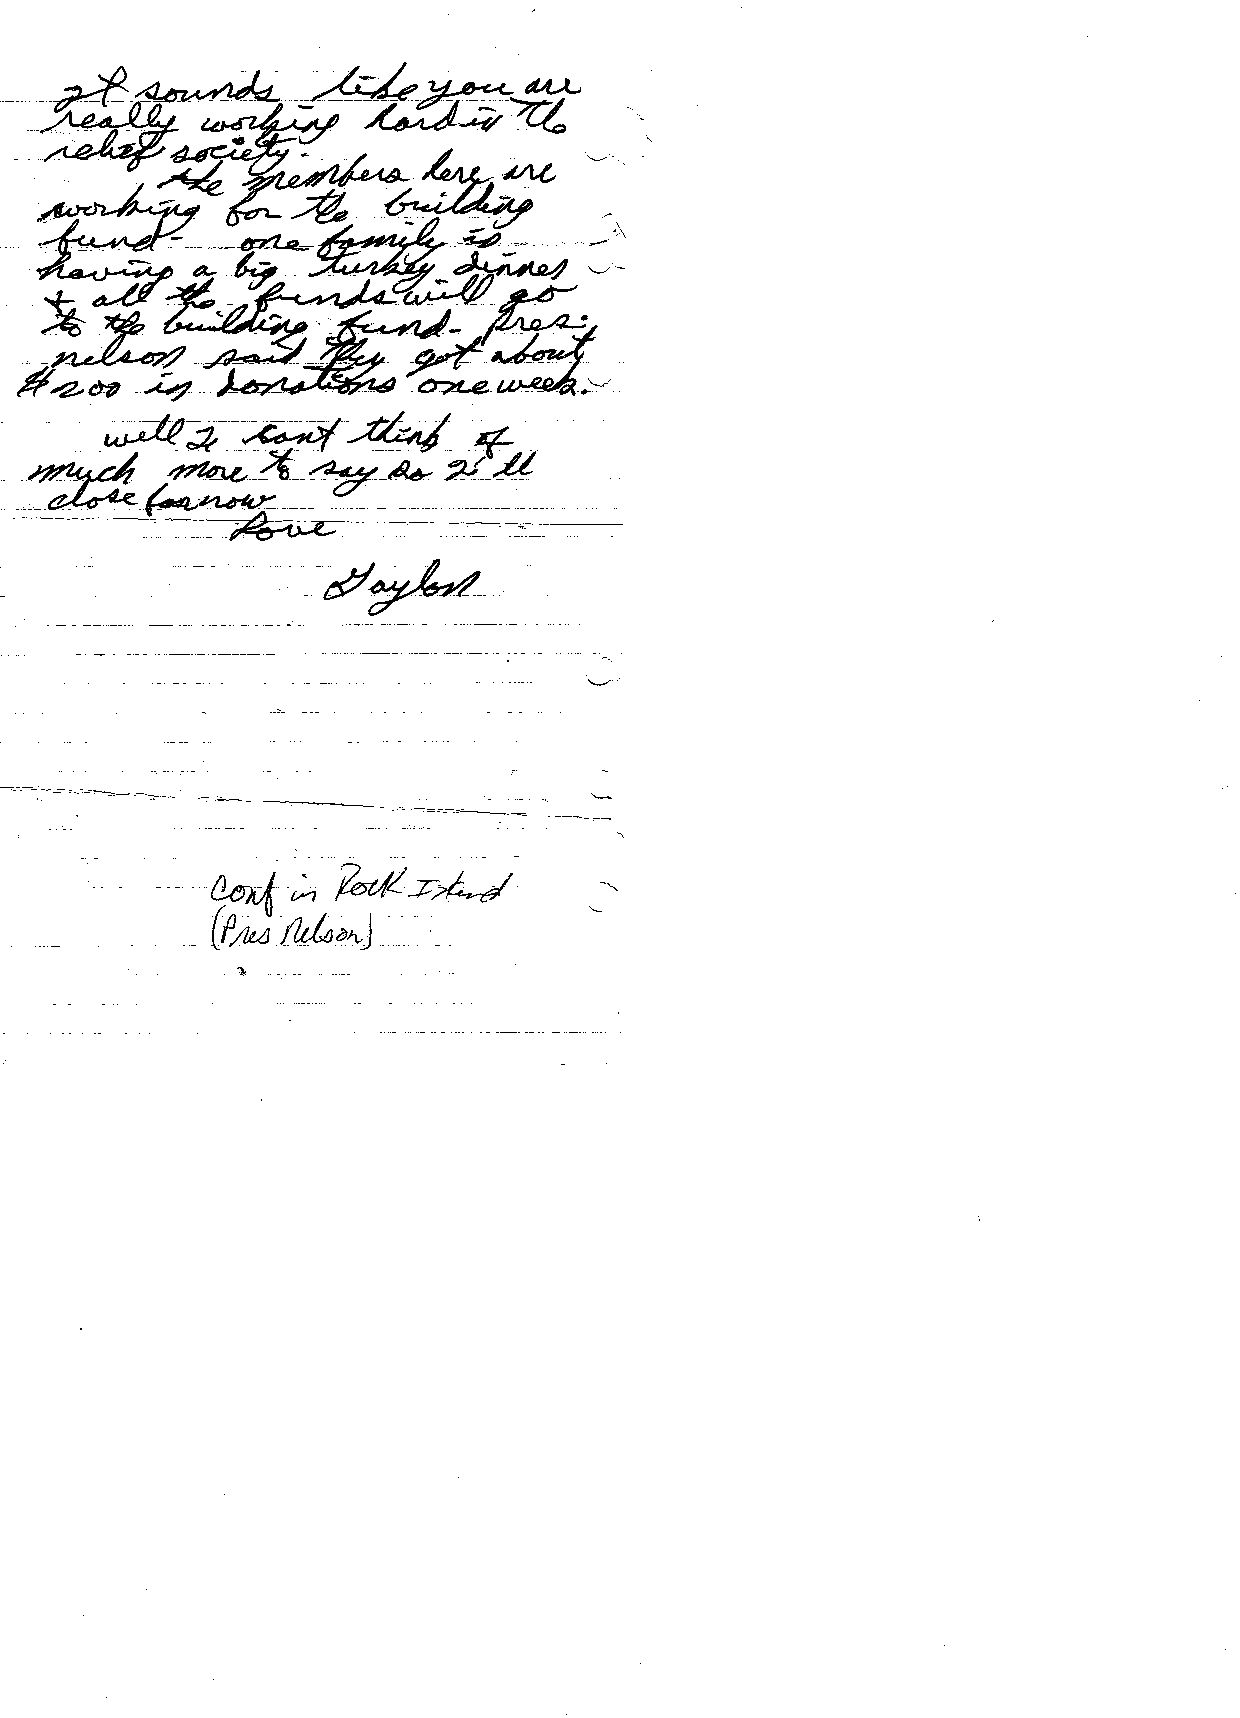 It sounds like you are
really working hard in the
relief society.
the members here are
working for the building
fund - one family is
having a big turkey dinner
+ all the funds will go
to the building fund - Pres.
nelson said they got about
$200 in donations one week.
well I cant think of
much more to say so I'll
close for now
Love
Taylor
Conf in Rock Island
(Pres Nelson)